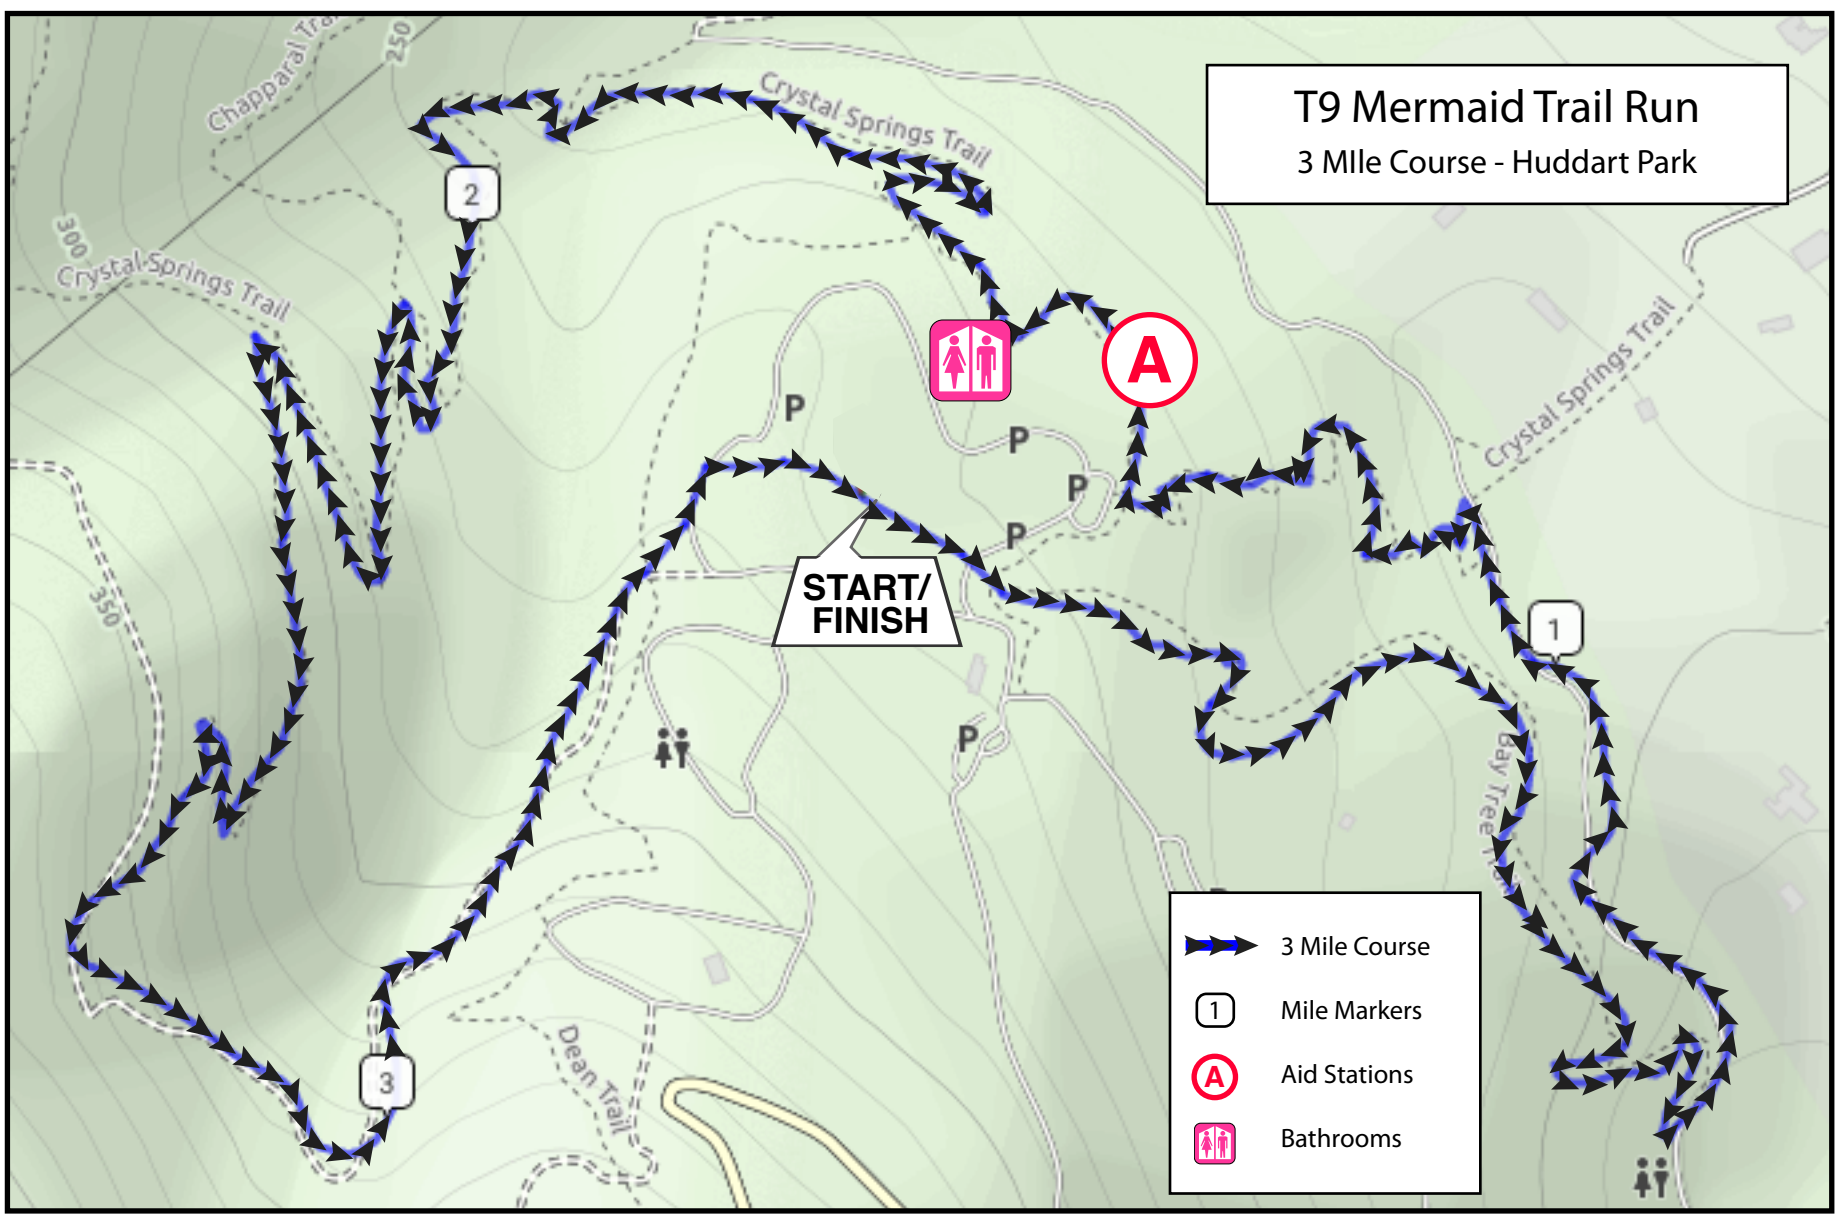 Chapparal Trai
250
Crystal Springs Trail
T9 Mermaid Trail Run
3 MIle Course - Huddart Park
2
300
Crystal Springs Trail
Crystal Springs Trail
A
P
P
P
P
START/
FINISH
350
1
P
Bay Tree
3
Dean Trail
3 Mile Course
1
Mile Markers
A
Aid Stations
Bathrooms